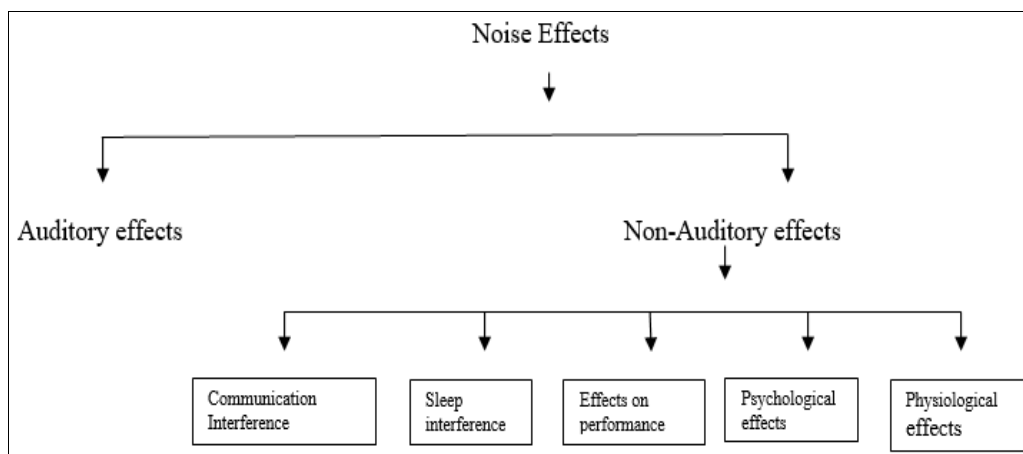 Noise Effects
Auditory effects
Non-Auditory effects
Communication
Interference
Sleep
interference
Effects on
performance
Psychological
effects
Physiological
effects